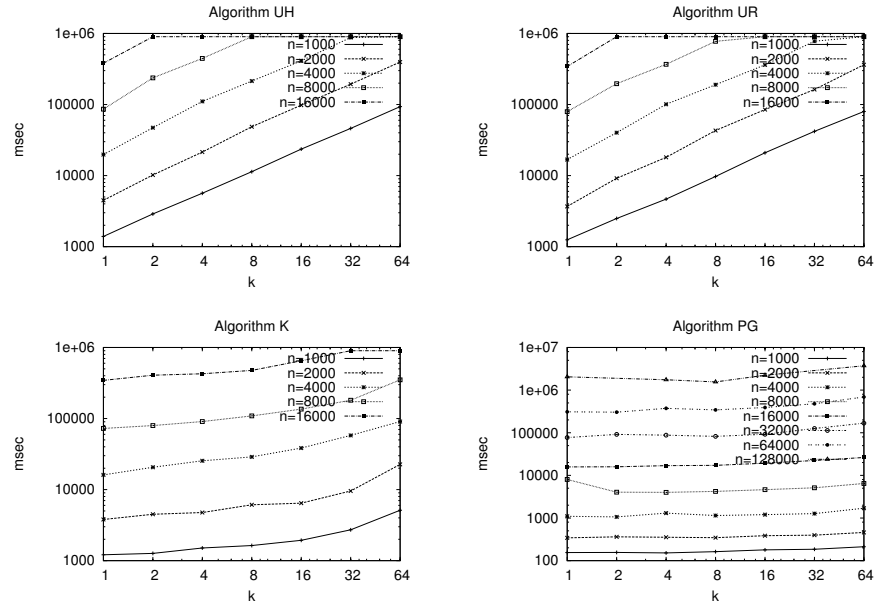 Algorithm UH
1e+06
100000
10000
1000
msec
1 2 4 8 16 32 64
k
n=1000
n=2000
n=4000
n=8000
n=16000
Algorithm UR
1e+06
100000
10000
1000
msec
1 2 4 8 16 32 64
k
n=1000
n=2000
n=4000
n=8000
n=16000
Algorithm K
1e+06
100000
10000
1000
msec
1 2 4 8 16 32 64
k
n=1000
n=2000
n=4000
n=8000
n=16000
Algorithm PG
1e+07
1e+06
100000
10000
1000
100
msec
1 2 4 8 16 32 64
k
n=1000
n=2000
n=4000
n=8000
n=16000
n=32000
n=64000
n=128000